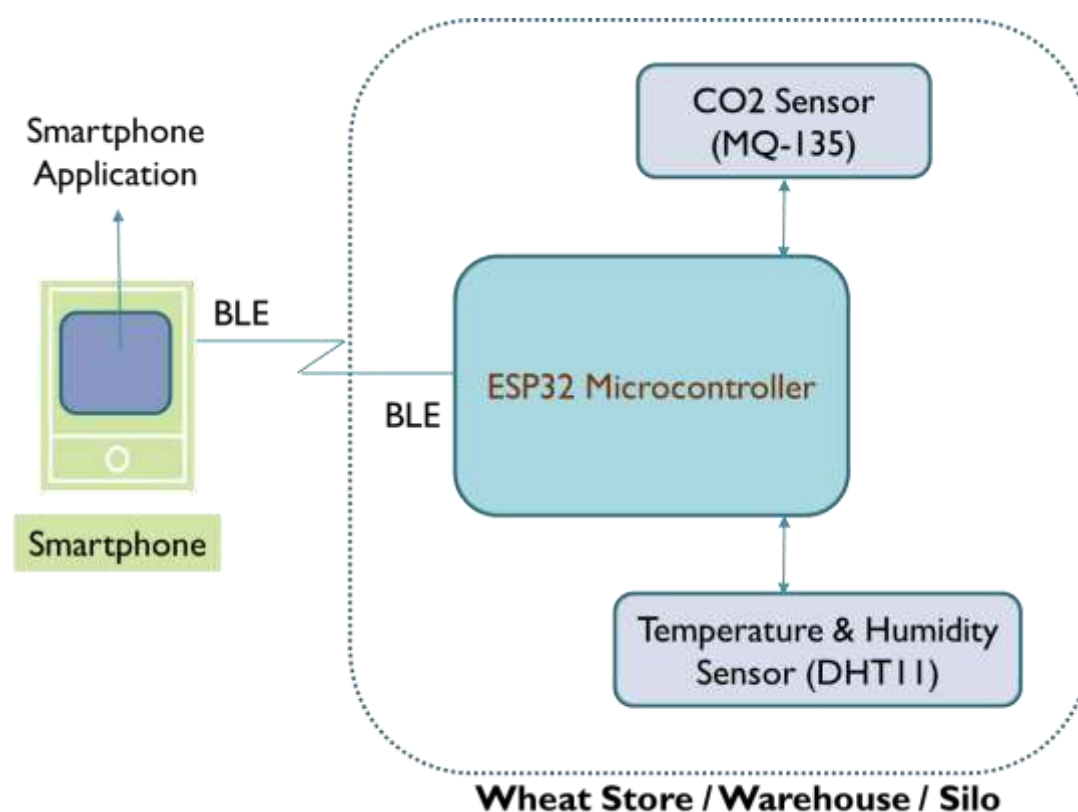 CO2 Sensor
(MQ-135)
Smartphone
Application
BLE
ESP32 Microcontroller
BLE
Smartphone
Temperature & Humidity
Sensor (DHT11)
Wheat Store / Warehouse / Silo